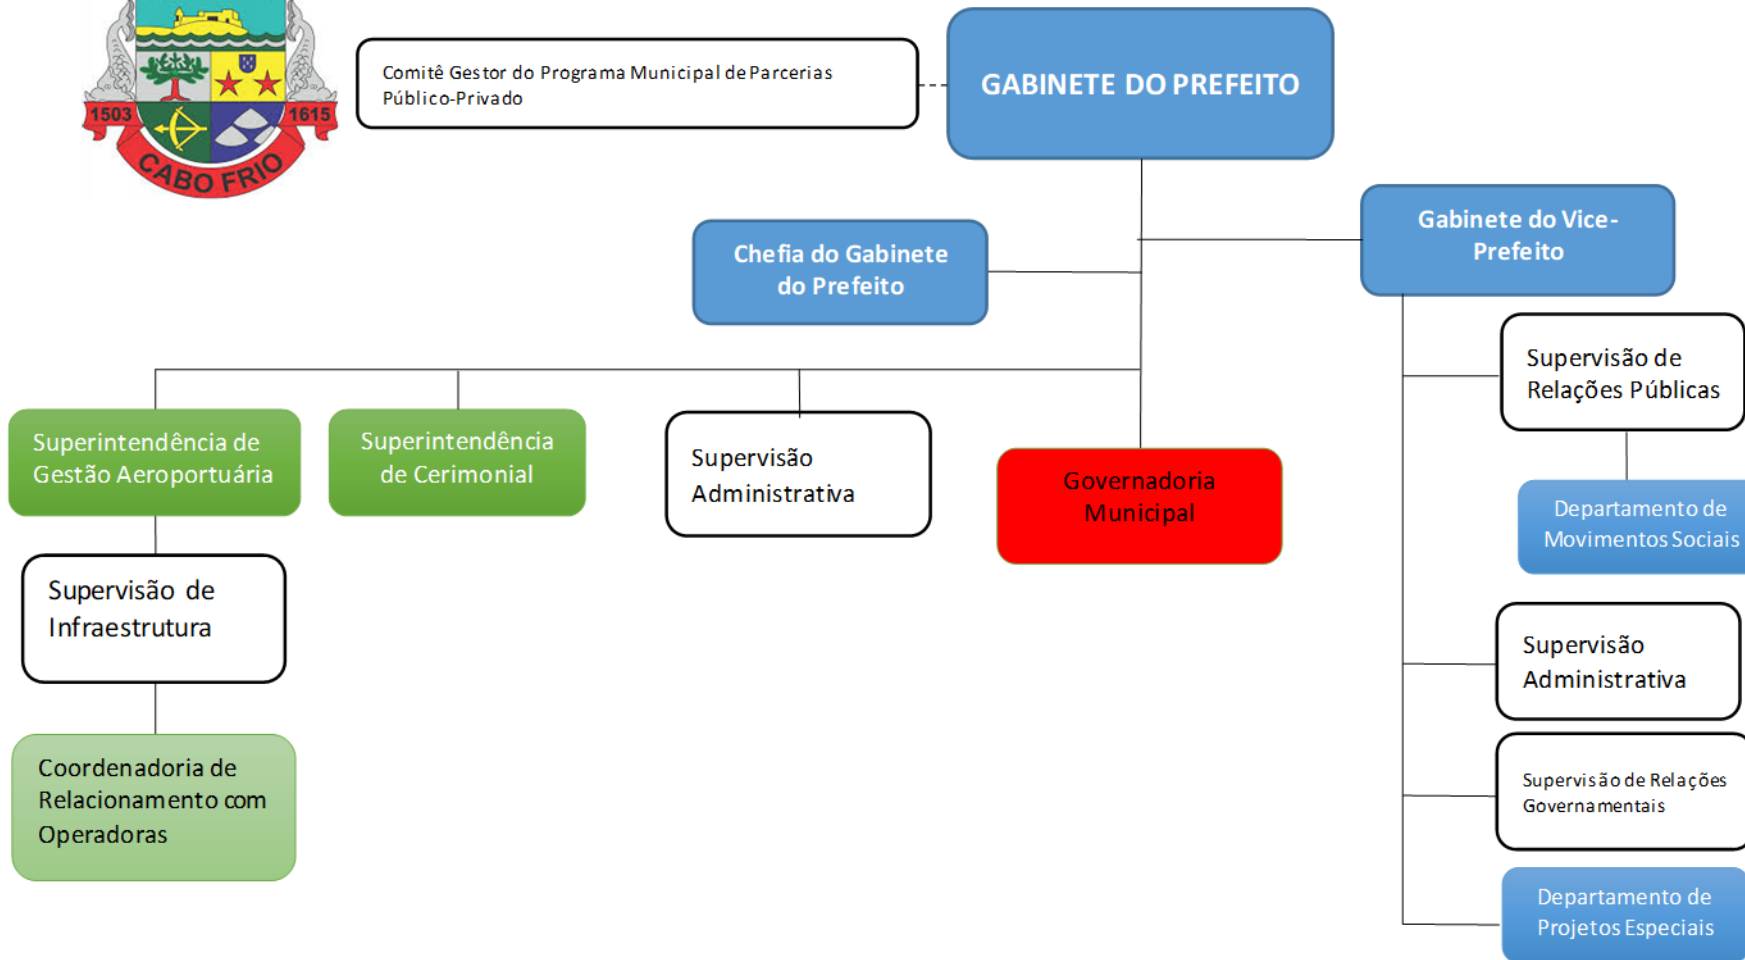 1503
1615
CABO FRIO
Comitê Gestor do Programa Municipal de Parcerias
Público-Privado
GABINETE DO PREFEITO
Gabinete do Vice-
Prefeito
Chefia do Gabinete
do Prefeito
Supervisão de
Relações Públicas
Superintendência de
Gestão Aeroportuária
Superintendência
de Cerimonial
Supervisão
Administrativa
Governadoria
Municipal
Departamento de
Movimentos Sociais
Supervisão de
Infraestrutura
Supervisão
Administrativa
Coordenadoria de
Relacionamento com
Operadoras
Supervisão de Relações
Governamentais
Departamento de
Projetos Especiais